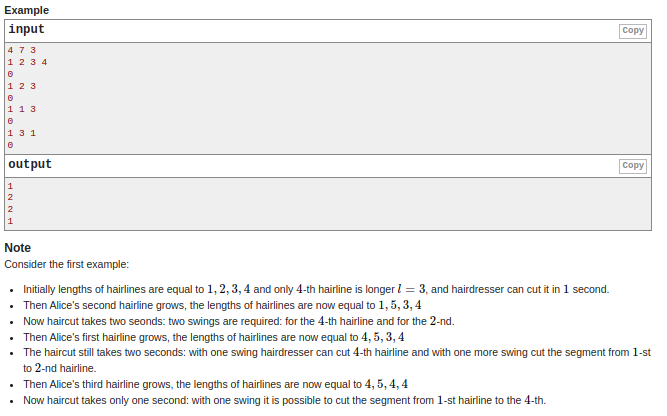 Example
input
Copy
4 7 3
1 2 3 4
0
1 2 3
0
1 1 3
0
1 3 1
0
output
Copy
1
2
2
1
Note
Consider the first example:
• Initially lengths of hairlines are equal to 1, 2, 3, 4 and only 4-th hairline is longer l = 3, and hairdresser can cut it in 1 second.
• Then Alice's second hairline grows, the lengths of hairlines are now equal to 1, 5, 3, 4
• Now haircut takes two seonds: two swings are required: for the 4-th hairline and for the 2-nd.
• Then Alice's first hairline grows, the lengths of hairlines are now equal to 4, 5, 3, 4
• The haircut still takes two seconds: with one swing hairdresser can cut 4-th hairline and with one more swing cut the segment from 1-st
to 2-nd hairline.
• Then Alice's third hairline grows, the lengths of hairlines are now equal to 4, 5, 4, 4
• Now haircut takes only one second: with one swing it is possible to cut the segment from 1-st hairline to the 4-th.